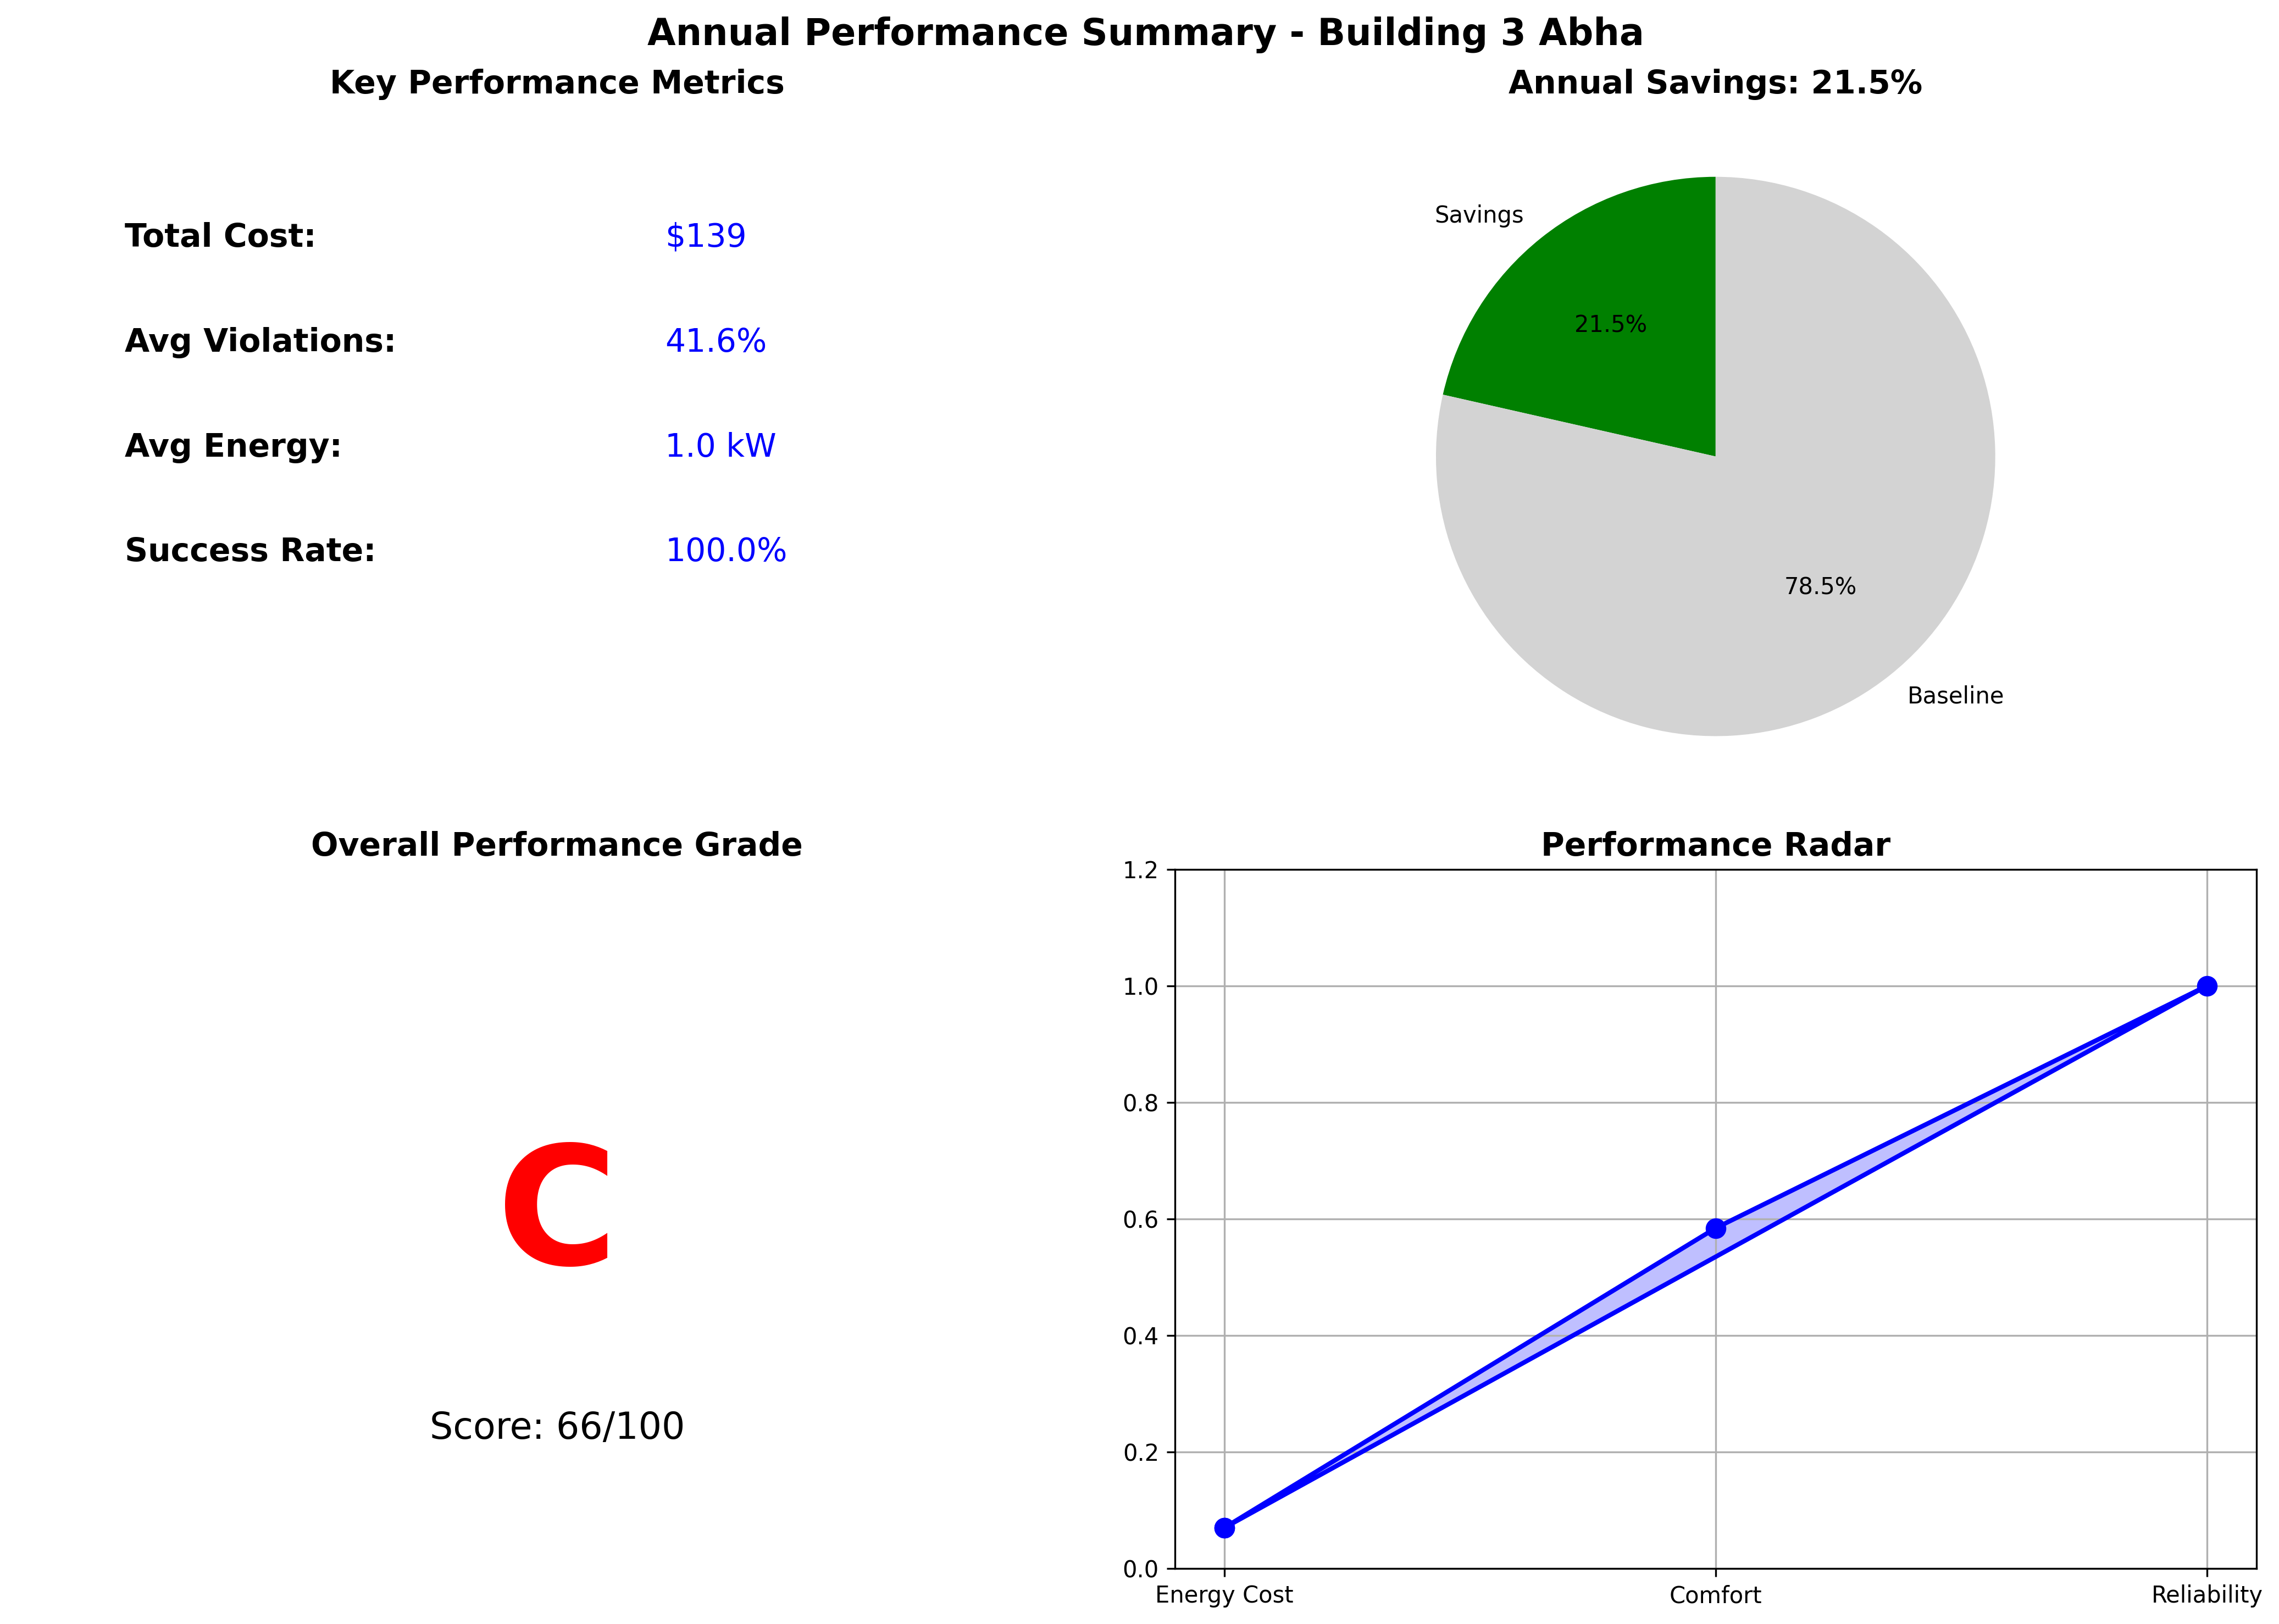 Annual Performance Summary - Building 3 Abha
Key Performance Metrics
Total Cost: $139
Avg Violations: 41.6%
Avg Energy: 1.0 kW
Success Rate: 100.0%
Annual Savings: 21.5%
Savings
21.5%
78.5%
Baseline
Overall Performance Grade
C
Score: 66/100
Performance Radar
1.2
1.0
0.8
0.6
0.4
0.2
0.0
Energy Cost Comfort Reliability